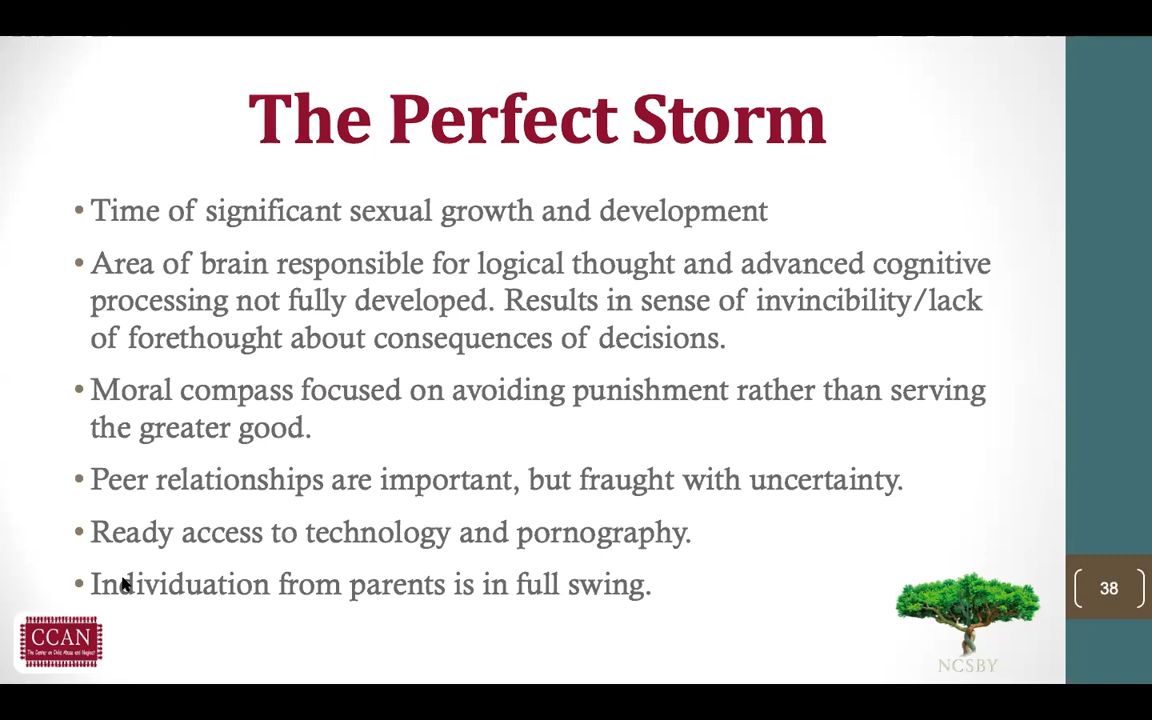 The Perfect Storm
• Time of significant sexual growth and development
• Area of brain responsible for logical thought and advanced cognitive
processing not fully developed. Results in sense of invincibility/lack
of forethought about consequences of decisions.
• Moral compass focused on avoiding punishment rather than serving
the greater good.
• Peer relationships are important, but fraught with uncertainty.
• Ready access to technology and pornography.
• Individuation from parents is in full swing.
38
CCAN
The Center on Child Abuse and Neglect
NCSBY